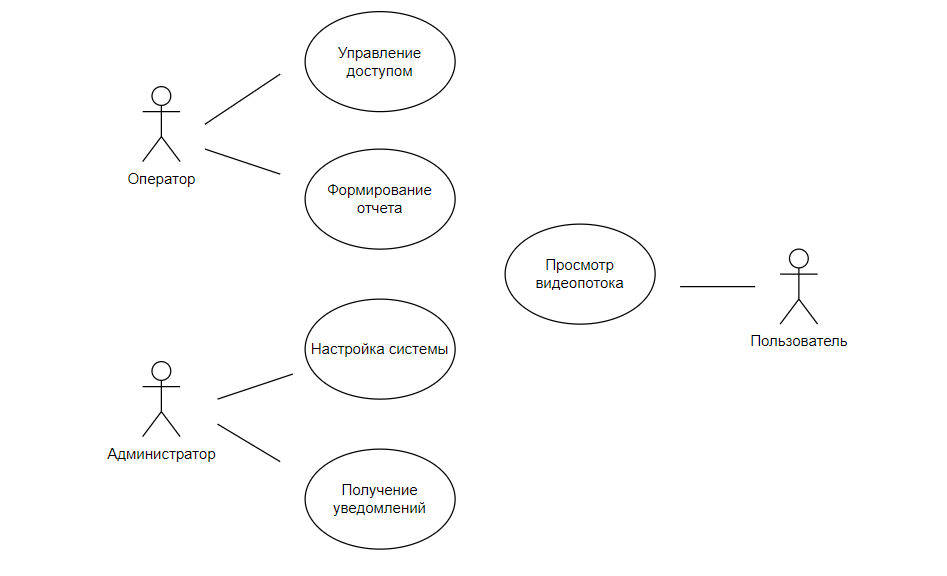 Управление
доступом
Оператор
Формирование
отчета
Просмотр
видеопотока
Пользователь
Настройка системы
Администратор
Получение
уведомлений